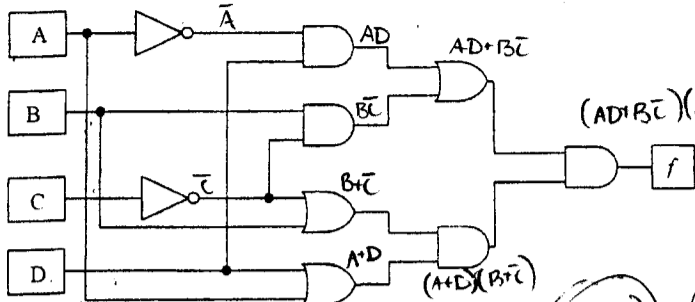 A
Ā
AD
AD+BC̄
B
BC̄
(AD+BC̄)(
f
C
C̄
B+C̄
D
A+D
(A+D)(B+C̄)